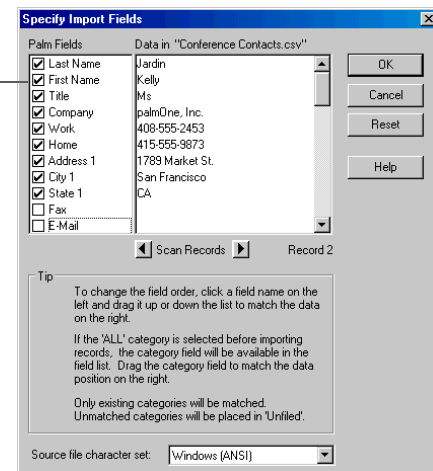 Specify Import Fields
Palm Fields Data in "Conference Contacts.csv"
Last Name Jardin
First Name Kelly
Title Ms
Company palmOne, Inc.
Work 408-555-2453
Home 415-555-9873
Address 1 1789 Market St.
City 1 San Francisco
State 1 CA
Fax
E-Mail
OK
Cancel
Reset
Help
Scan Records Record 2
Tip
To change the field order, click a field name on the
left and drag it up or down the list to match the data
on the right.
If the 'ALL' category is selected before importing
records, the category field will be available in the
field list. Drag the category field to match the data
position on the right.
Only existing categories will be matched.
Unmatched categories will be placed in 'Unfiled'.
Source file character set: Windows (ANSI)